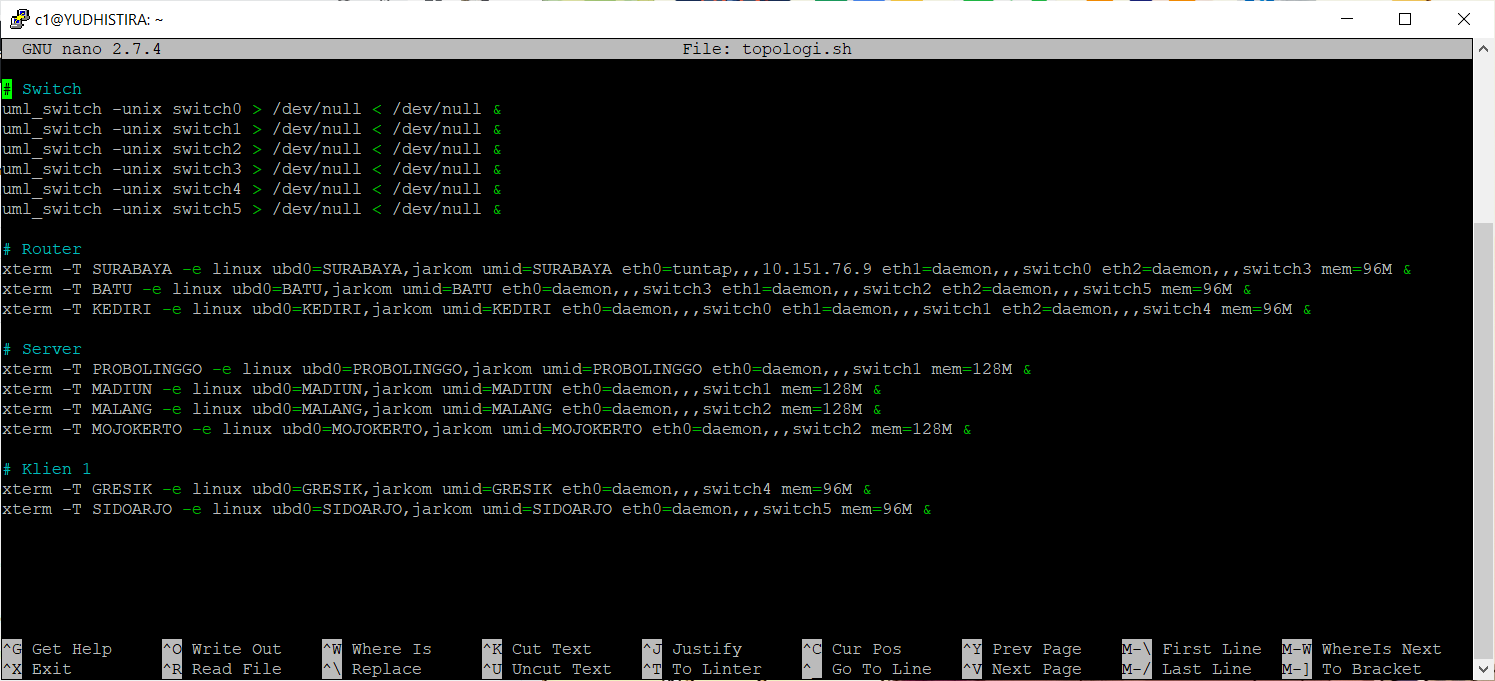 c1@YUDHISTIRA: ~
GNU nano 2.7.4 File: topologi.sh
# Switch
uml_switch -unix switch0 > /dev/null < /dev/null &
uml_switch -unix switch1 > /dev/null < /dev/null &
uml_switch -unix switch2 > /dev/null < /dev/null &
uml_switch -unix switch3 > /dev/null < /dev/null &
uml_switch -unix switch4 > /dev/null < /dev/null &
uml_switch -unix switch5 > /dev/null < /dev/null &
# Router
xterm -T SURABAYA -e linux ubd0=SURABAYA,jarkom umid=SURABAYA eth0=tuntap,,,10.151.76.9 eth1=daemon,,,switch0 eth2=daemon,,,switch3 mem=96M &
xterm -T BATU -e linux ubd0=BATU,jarkom umid=BATU eth0=daemon,,,switch3 eth1=daemon,,,switch2 eth2=daemon,,,switch5 mem=96M &
xterm -T KEDIRI -e linux ubd0=KEDIRI,jarkom umid=KEDIRI eth0=daemon,,,switch0 eth1=daemon,,,switch1 eth2=daemon,,,switch4 mem=96M &
# Server
xterm -T PROBOLINGGO -e linux ubd0=PROBOLINGGO,jarkom umid=PROBOLINGGO eth0=daemon,,,switch1 mem=128M &
xterm -T MADIUN -e linux ubd0=MADIUN,jarkom umid=MADIUN eth0=daemon,,,switch1 mem=128M &
xterm -T MALANG -e linux ubd0=MALANG,jarkom umid=MALANG eth0=daemon,,,switch2 mem=128M &
xterm -T MOJOKERTO -e linux ubd0=MOJOKERTO,jarkom umid=MOJOKERTO eth0=daemon,,,switch2 mem=128M &
# Klien 1
xterm -T GRESIK -e linux ubd0=GRESIK,jarkom umid=GRESIK eth0=daemon,,,switch4 mem=96M &
xterm -T SIDOARJO -e linux ubd0=SIDOARJO,jarkom umid=SIDOARJO eth0=daemon,,,switch5 mem=96M &
^G Get Help ^O Write Out ^W Where Is ^K Cut Text ^J Justify ^C Cur Pos ^Y Prev Page M-\ First Line M-W WhereIs Next
^X Exit ^R Read File ^\ Replace ^U Uncut Text ^T To Linter ^_ Go To Line ^V Next Page M-/ Last Line M-] To Bracket